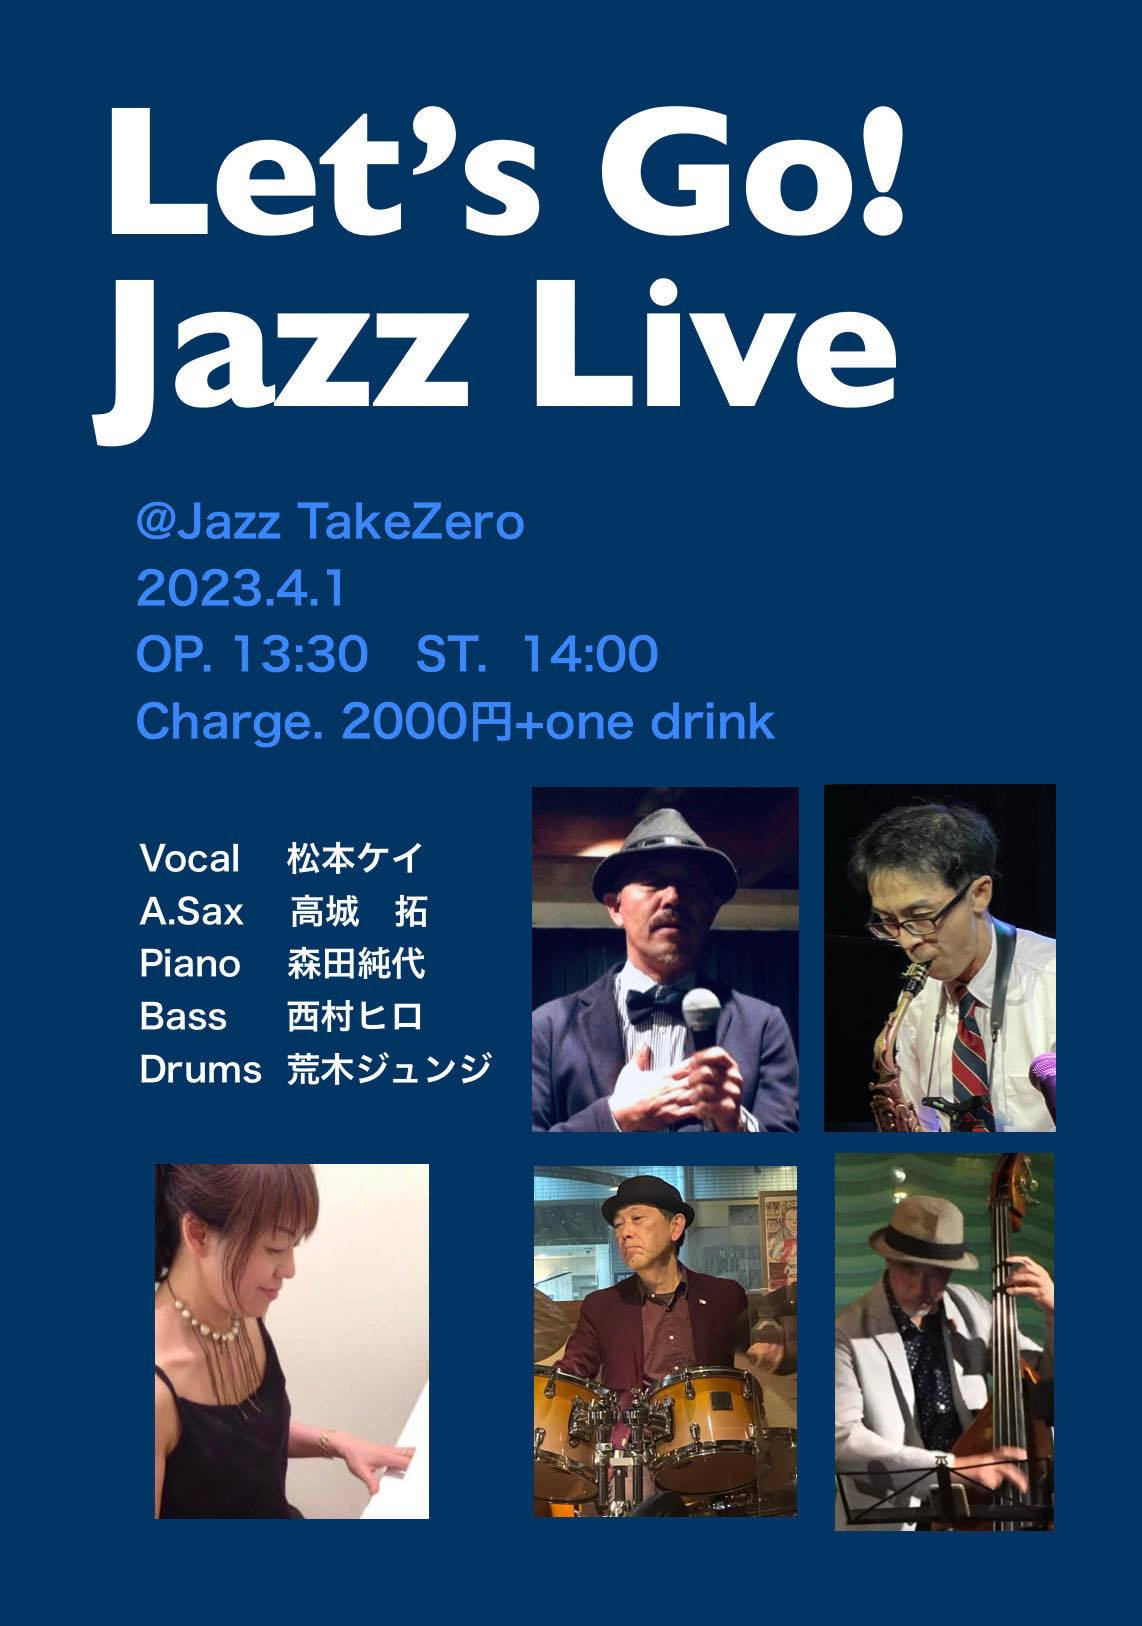 Let’s Go!
Jazz Live
@Jazz TakeZero
2023.4.1
OP. 13:30　ST.  14:00
Charge. 2000円+one drink
Vocal　松本ケイ
A.Sax　高城　拓
Piano　森田純代
Bass　西村ヒロ
Drums　荒木ジュンジ